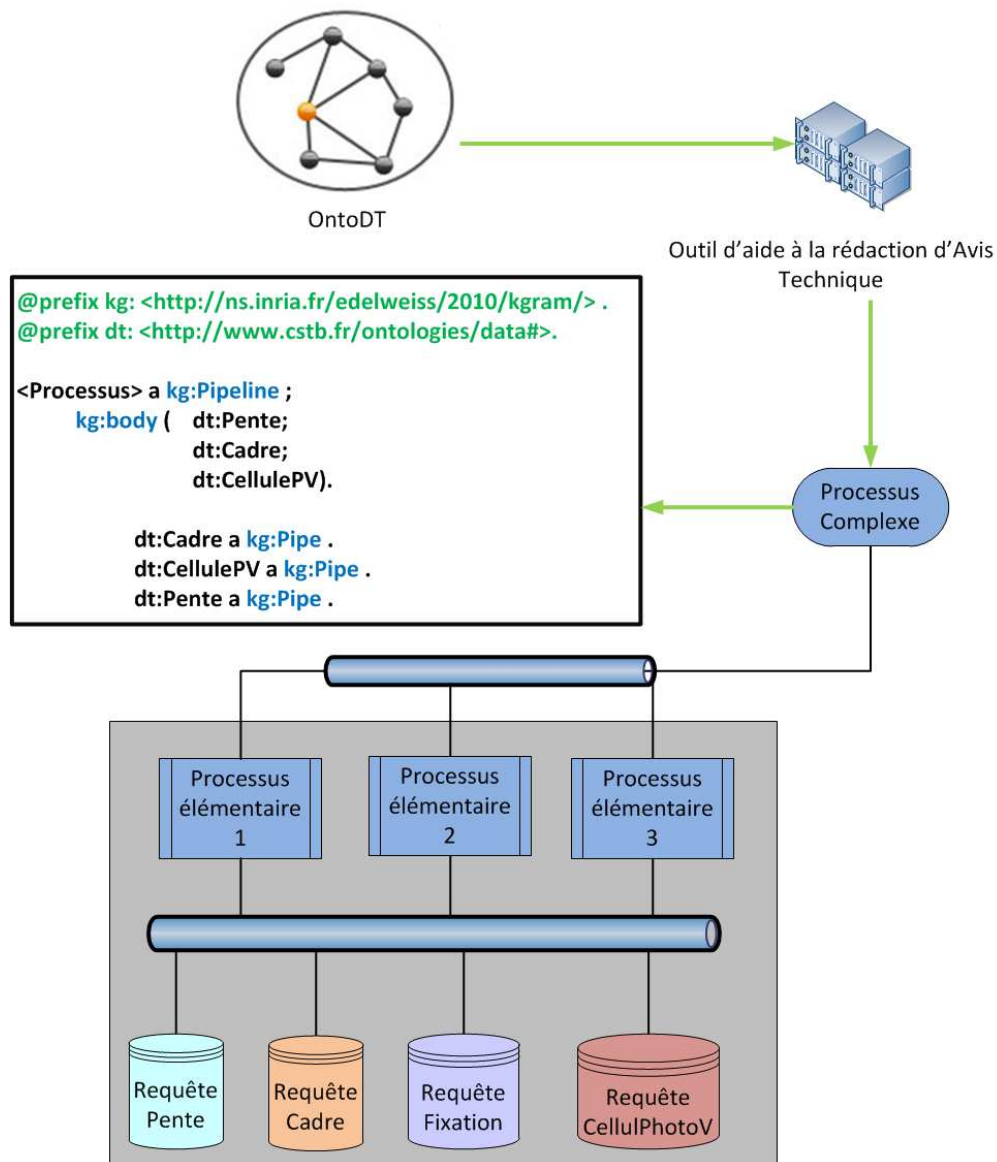 OntoDT
Outil d'aide à la rédaction d'Avis
Technique
@prefix kg: <http://ns.inria.fr/edelweiss/2010/kgram/> .
@prefix dt: <http://www.cstb.fr/ontologies/data#>.
<Processus> a kg:Pipeline ;
kg:body ( dt:Pente;
dt:Cadre;
dt:CellulePV).
dt:Cadre a kg:Pipe .
dt:CellulePV a kg:Pipe .
dt:Pente a kg:Pipe .
Processus
Complexe
Processus
élémentaire
1
Processus
élémentaire
2
Processus
élémentaire
3
Requête
Pente
Requête
Cadre
Requête
Fixation
Requête
CellulPhotoV